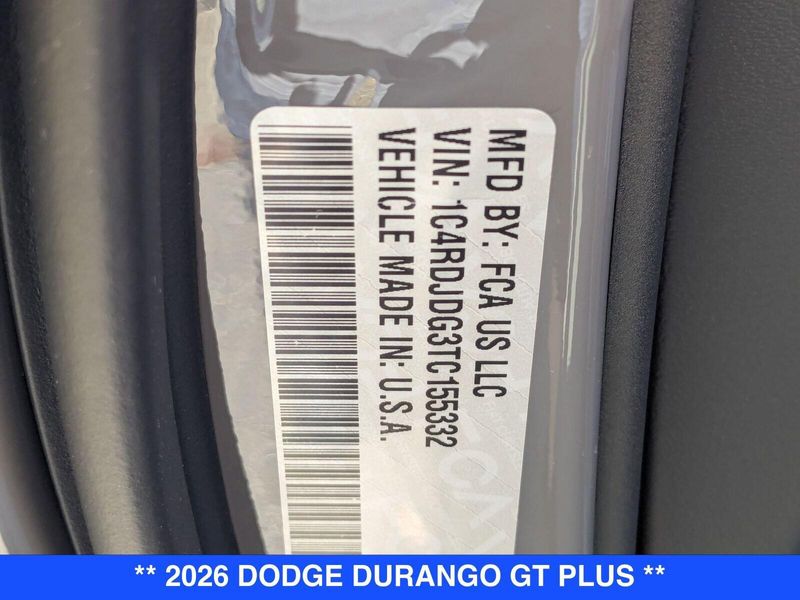 MFD BY: FCA US LLC
VIN: 1C4RDJDG3TC155332
VEHICLE MADE IN: U.S.A.
** 2026 DODGE DURANGO GT PLUS **